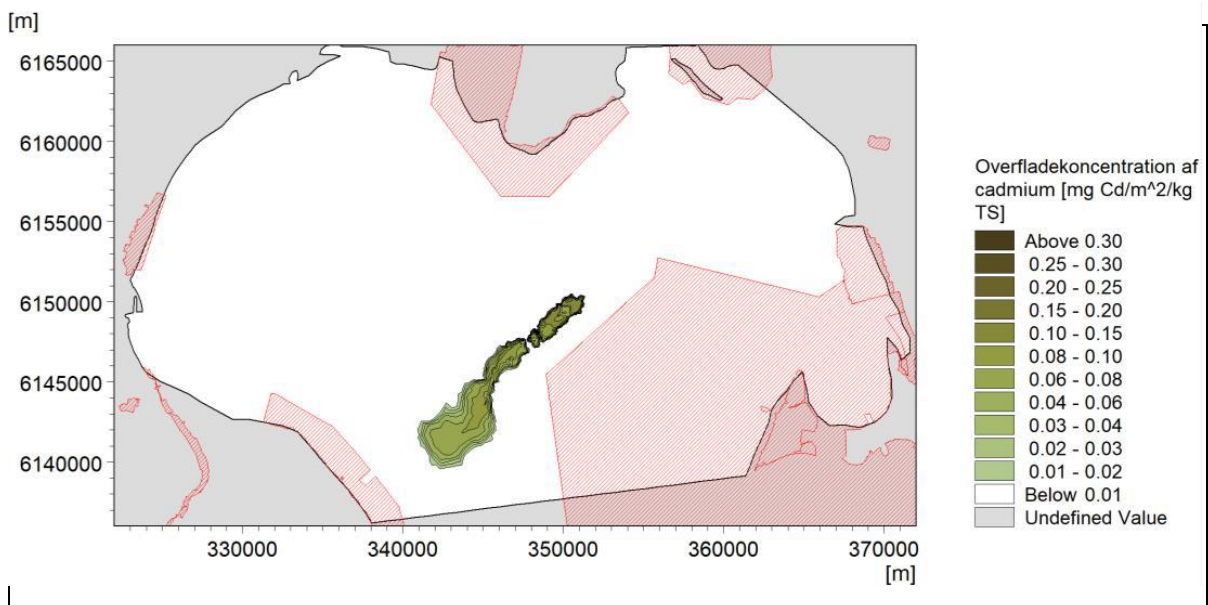 [m]
6165000
6160000
6155000
6150000
6145000
6140000
330000 340000 350000 360000 370000
[m]
Overfladekoncentration af
cadmium [mg Cd/m^2/kg
TS]
Above 0.30
0.25 - 0.30
0.20 - 0.25
0.15 - 0.20
0.10 - 0.15
0.08 - 0.10
0.06 - 0.08
0.04 - 0.06
0.03 - 0.04
0.02 - 0.03
0.01 - 0.02
Below 0.01
Undefined Value